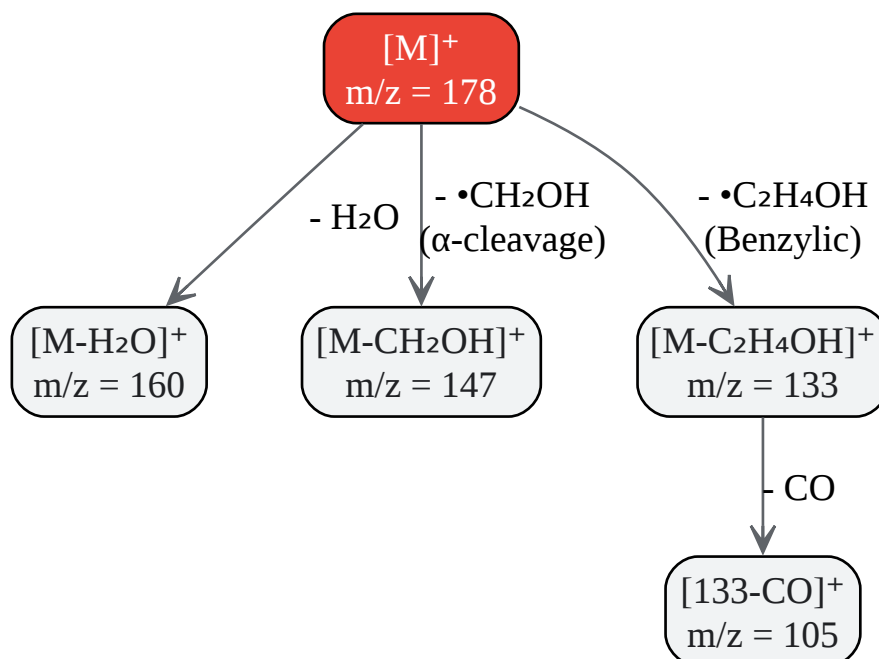 [M]⁺
m/z = 178
- H₂O
- •CH₂OH
(α-cleavage)
- •C₂H₄OH
(Benzylic)
[M-H₂O]⁺
m/z = 160
[M-CH₂OH]⁺
m/z = 147
[M-C₂H₄OH]⁺
m/z = 133
- CO
[133-CO]⁺
m/z = 105